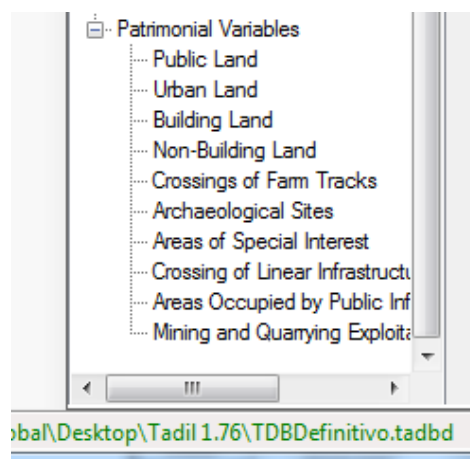 Patrimonial Variables
Public Land
Urban Land
Building Land
Non-Building Land
Crossings of Farm Tracks
Archaeological Sites
Areas of Special Interest
Crossing of Linear Infrastructu
Areas Occupied by Public Inf
Mining and Quarrying Exploita
obal\Desktop\Tadil 1.76\TDBDefinitivo.tadbd